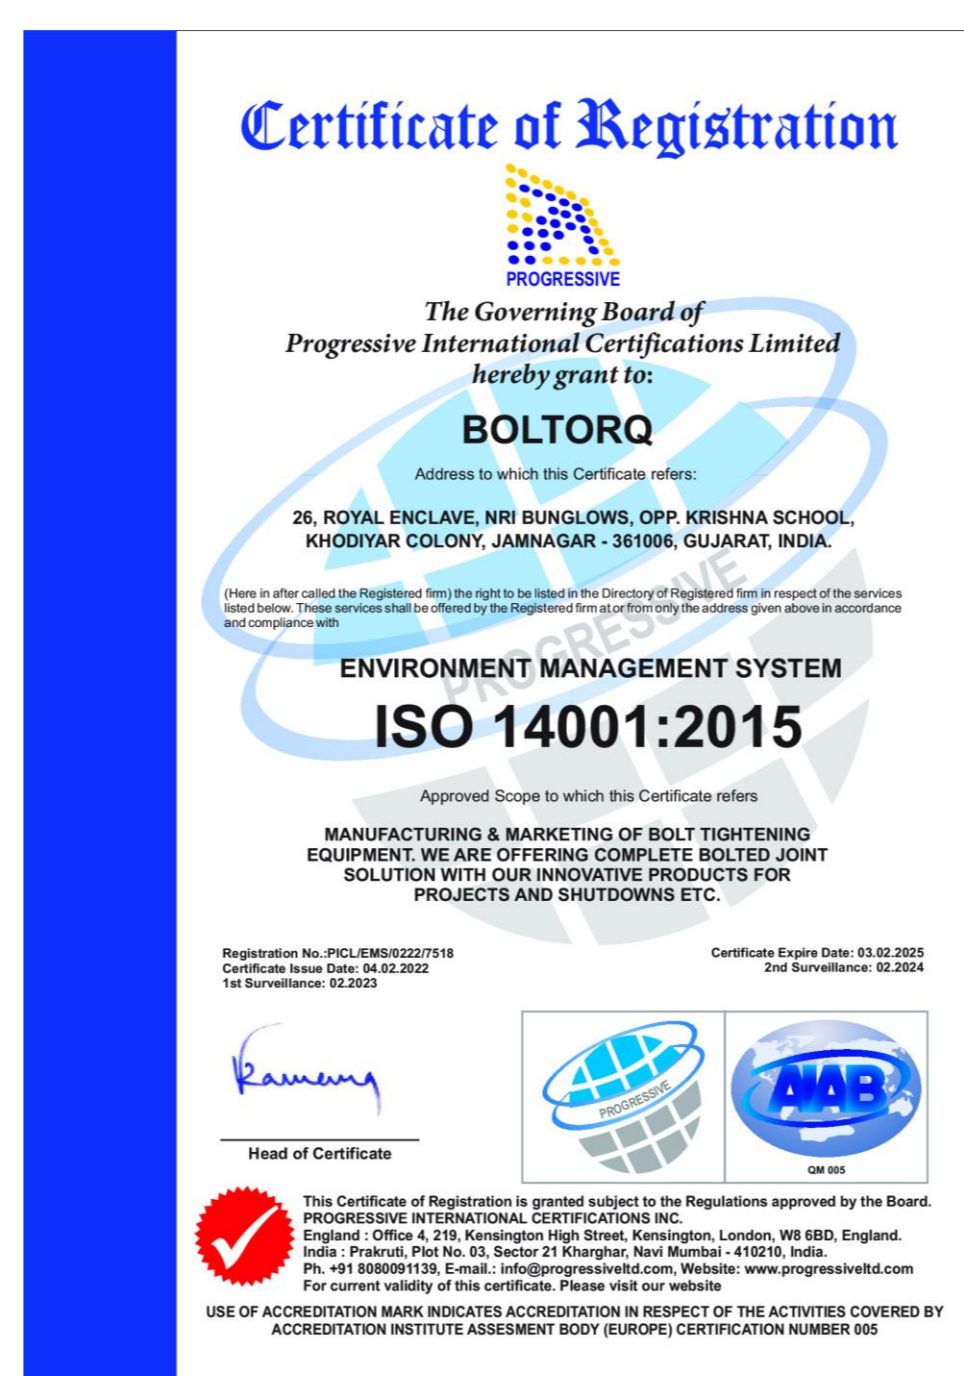 Certificate of Registration
PROGRESSIVE
The Governing Board of
Progressive International Certifications Limited
hereby grant to:
BOLTORQ
Address to which this Certificate refers:
26, ROYAL ENCLAVE, NRI BUNGLOWS, OPP. KRISHNA SCHOOL,
KHODIYAR COLONY, JAMNAGAR - 361006, GUJARAT, INDIA.
(Here in after called the Registered firm) the right to be listed in the Directory of Registered firm in respect of the services
listed below. These services shall be offered by the Registered firm at or from only the address given above in accordance
and compliance with
PROGRESSIVE
ENVIRONMENT MANAGEMENT SYSTEM
ISO 14001:2015
Approved Scope to which this Certificate refers
MANUFACTURING & MARKETING OF BOLT TIGHTENING
EQUIPMENT. WE ARE OFFERING COMPLETE BOLTED JOINT
SOLUTION WITH OUR INNOVATIVE PRODUCTS FOR
PROJECTS AND SHUTDOWNS ETC.
Registration No.:PICL/EMS/0222/7518
Certificate Issue Date: 04.02.2022
1st Surveillance: 02.2023
Certificate Expire Date: 03.02.2025
2nd Surveillance: 02.2024
Head of Certificate
PROGRESSIVE
AIAB
QM 005
This Certificate of Registration is granted subject to the Regulations approved by the Board.
PROGRESSIVE INTERNATIONAL CERTIFICATIONS INC.
England : Office 4, 219, Kensington High Street, Kensington, London, W8 6BD, England.
India : Prakruti, Plot No. 03, Sector 21 Kharghar, Navi Mumbai - 410210, India.
Ph. +91 8080091139, E-mail.: info@progressiveltd.com, Website: www.progressiveltd.com
For current validity of this certificate. Please visit our website
USE OF ACCREDITATION MARK INDICATES ACCREDITATION IN RESPECT OF THE ACTIVITIES COVERED BY
ACCREDITATION INSTITUTE ASSESMENT BODY (EUROPE) CERTIFICATION NUMBER 005